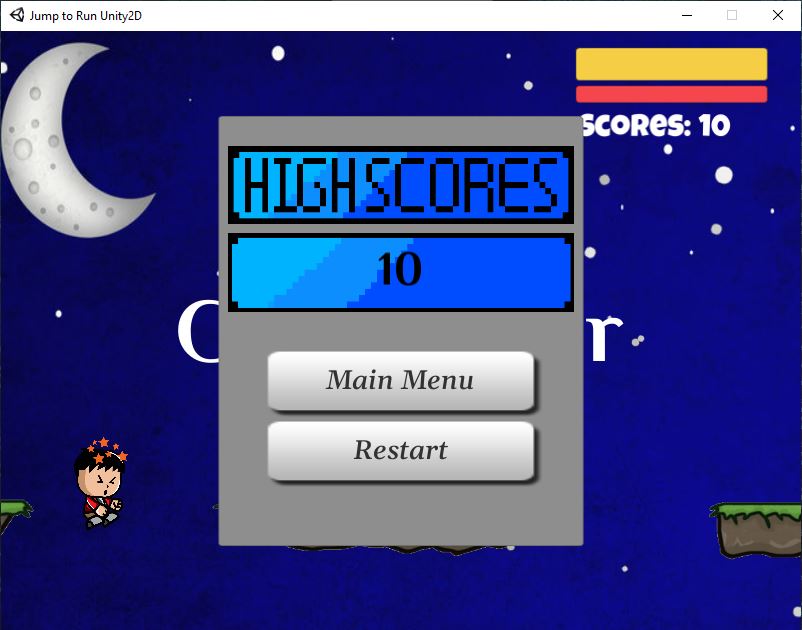 Jump to Run Unity2D
Scores: 10
HIGHSCORES
10
Main Menu
Restart